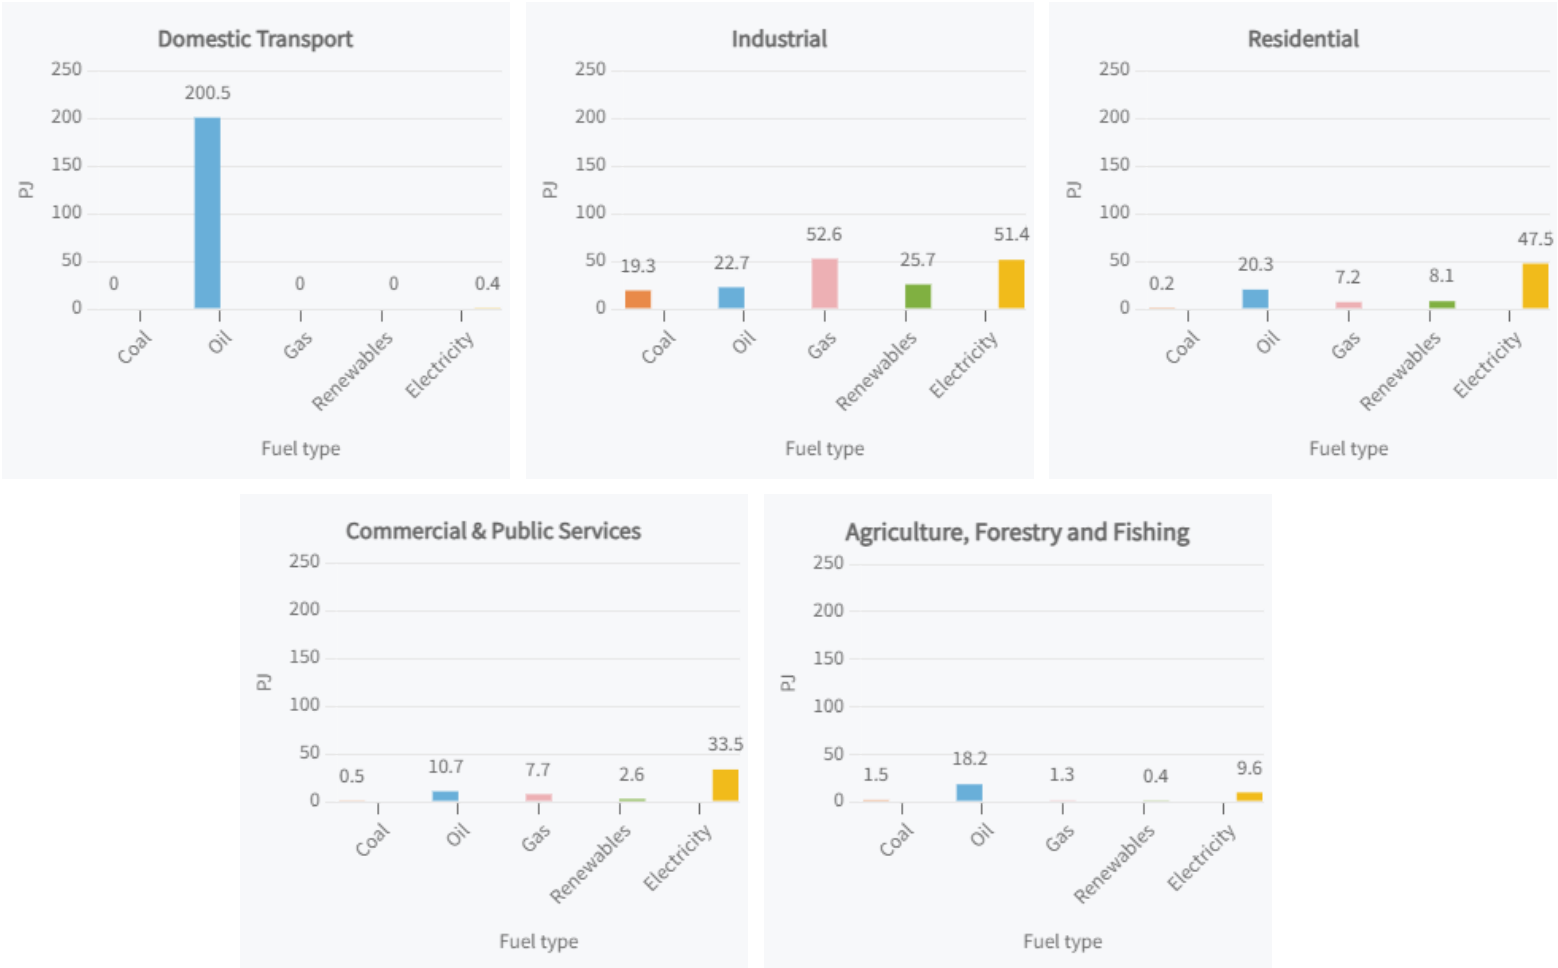 Domestic Transport
250
200.5
200
150
PJ
100
50
0
0
0
0.4
0
Coal
Oil
Gas
Renewables
Electricity
Fuel type
Industrial
250
200
150
PJ
100
52.6
51.4
50
19.3
22.7
25.7
0
Coal
Oil
Gas
Renewables
Electricity
Fuel type
Residential
250
200
150
PJ
100
47.5
50
0.2
20.3
7.2
8.1
0
Coal
Oil
Gas
Renewables
Electricity
Fuel type
Commercial & Public Services
250
200
150
PJ
100
33.5
50
0.5
10.7
7.7
2.6
0
Coal
Oil
Gas
Renewables
Electricity
Fuel type
Agriculture, Forestry and Fishing
250
200
150
PJ
100
50
1.5
18.2
1.3
0.4
9.6
0
Coal
Oil
Gas
Renewables
Electricity
Fuel type